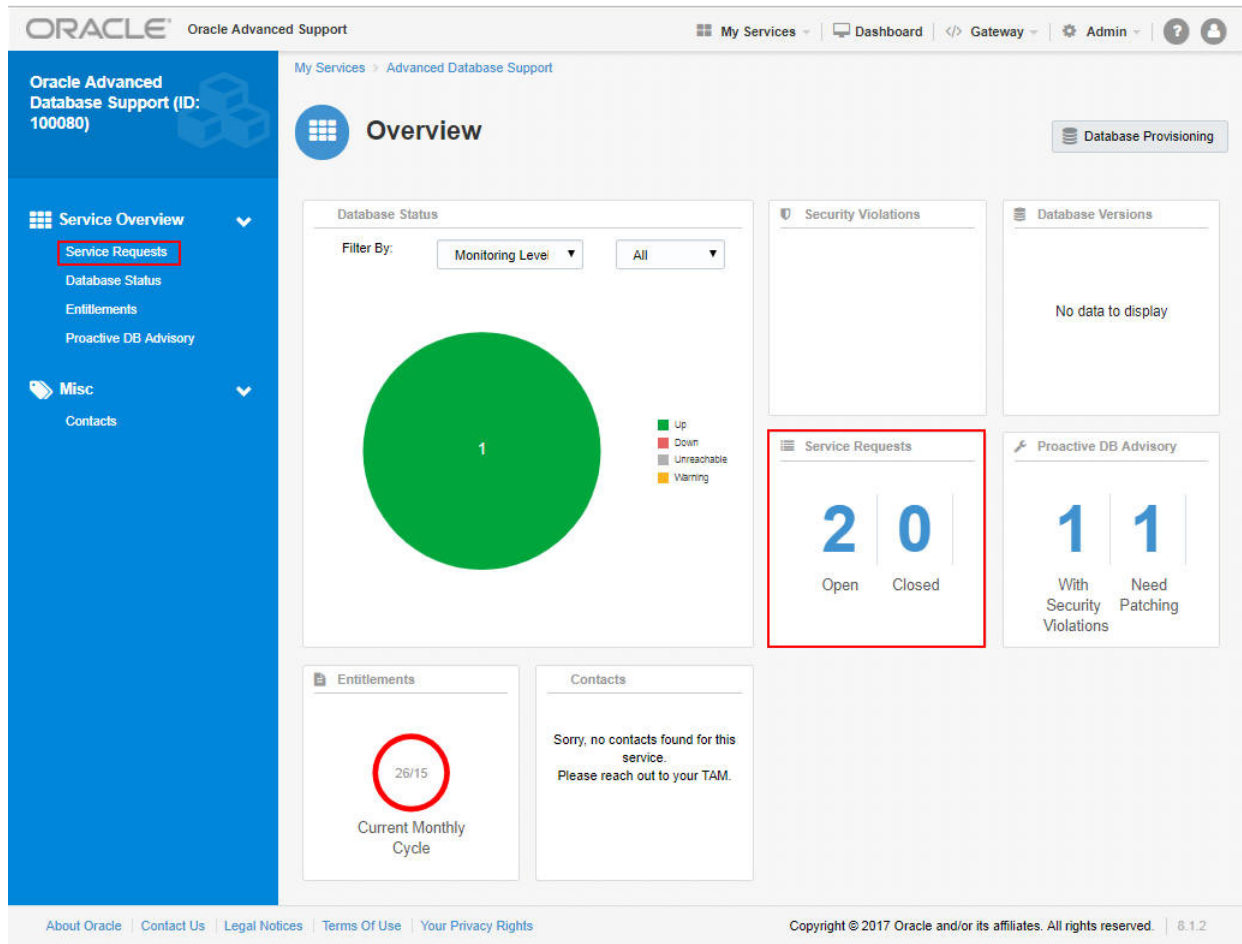 ORACLE® Oracle Advanced Support
My Services
Dashboard
</> Gateway
Admin
?
Oracle Advanced
Database Support (ID:
100080)
Service Overview
Service Requests
Database Status
Entitlements
Proactive DB Advisory
Misc
Contacts
My Services > Advanced Database Support
Overview
Database Provisioning
Database Status
Filter By:
Monitoring Level
All
1
Up
Down
Unreachable
Warning
Security Violations
Database Versions
No data to display
Service Requests
2 0
Open Closed
Proactive DB Advisory
1 1
With Need
Security Patching
Violations
Entitlements
26/15
Current Monthly
Cycle
Contacts
Sorry, no contacts found for this
service.
Please reach out to your TAM.
About Oracle | Contact Us | Legal Notices | Terms Of Use | Your Privacy Rights
Copyright © 2017 Oracle and/or its affiliates. All rights reserved. | 8.1.2